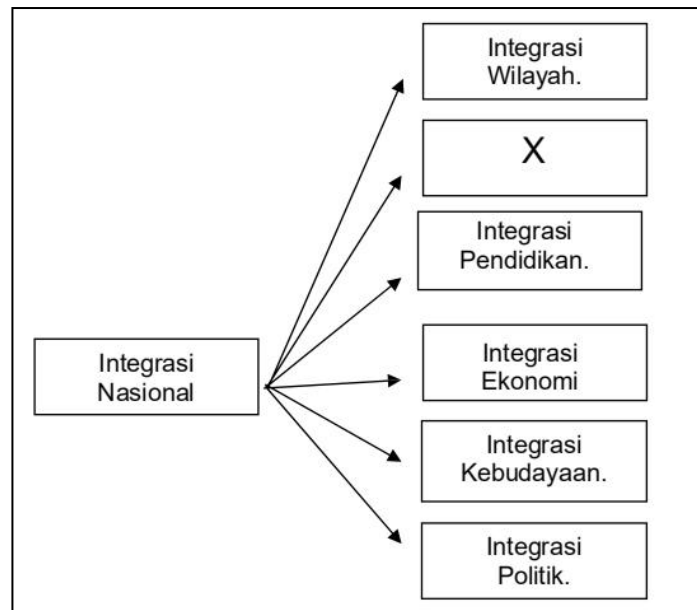 Integrasi
Wilayah.
X
Integrasi
Pendidikan.
Integrasi
Nasional
Integrasi
Ekonomi
Integrasi
Kebudayaan.
Integrasi
Politik.